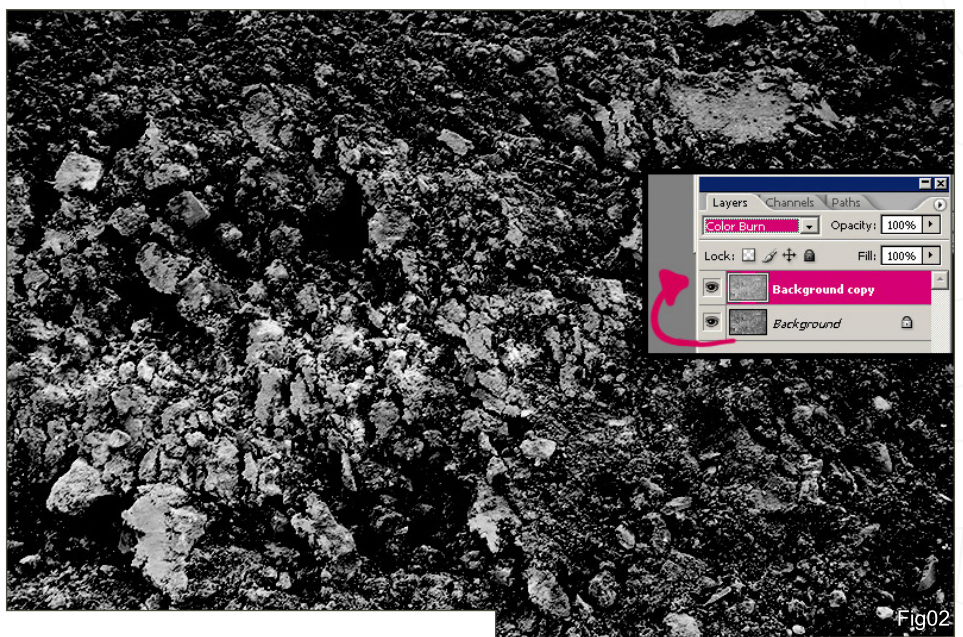 Layers Channels Paths
Color Burn Opacity: 100%
Lock: Fill: 100%
Background copy
Background
Fig02